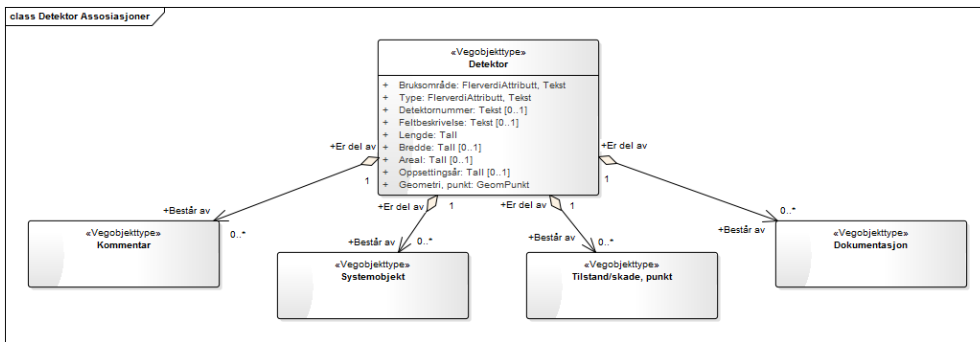 class Detektor Assosiasjoner
«Vegobjekttype»
Detektor
+ Bruksområde: FlerverdiAttributt, Tekst
+ Type: FlerverdiAttributt, Tekst
+ Detektornummer: Tekst [0..1]
+ Feltbeskrivelse: Tekst [0..1]
+ Lengde: Tall
+ Bredde: Tall [0..1]
+ Areal: Tall [0..1]
+ Oppsettingsår: Tall [0..1]
+ Geometri, punkt: GeomPunkt
+Er del av
1
+Er del av
1
+Er del av
1
+Er del av
1
+Består av
0..*
+Består av
0..*
+Består av
0..*
+Består av
0..*
«Vegobjekttype»
Kommentar
«Vegobjekttype»
Systemobjekt
«Vegobjekttype»
Tilstand/skade, punkt
«Vegobjekttype»
Dokumentasjon